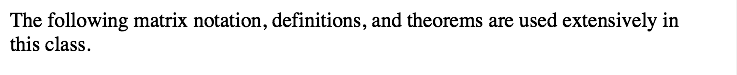 The following matrix notation, definitions, and theorems are used extensively in
this class.